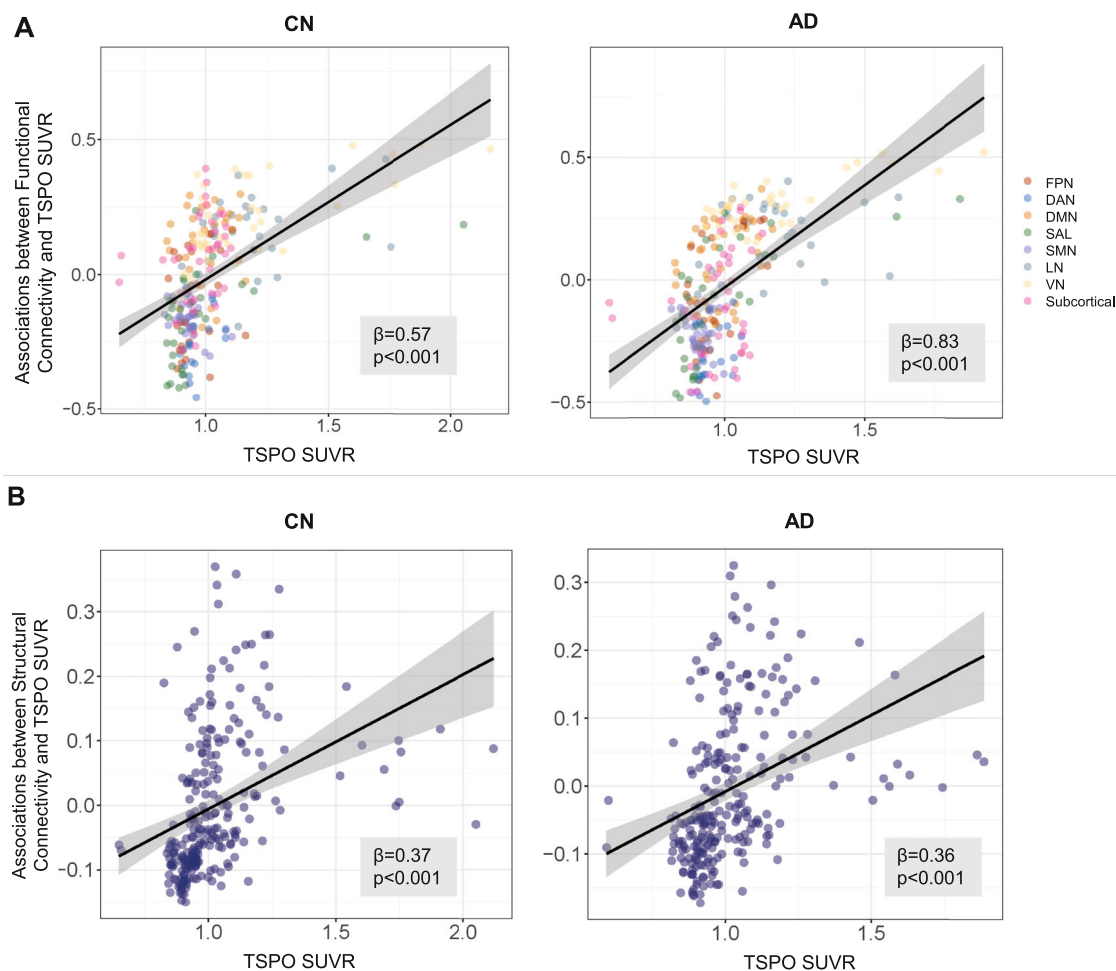 A
CN
AD
Associations between Functional
Connectivity and TSPO SUVR
0.5
0.0
−0.5
β=0.57
p<0.001
1.0
1.5
2.0
TSPO SUVR
0.5
0.0
−0.5
β=0.83
p<0.001
1.0
1.5
TSPO SUVR
FPN
DAN
DMN
SAL
SMN
LN
VN
Subcortical
B
CN
AD
Associations between Structural
Connectivity and TSPO SUVR
0.3
0.2
0.1
0.0
−0.1
β=0.37
p<0.001
1.0
1.5
2.0
TSPO SUVR
0.3
0.2
0.1
0.0
−0.1
β=0.36
p<0.001
1.0
1.5
TSPO SUVR